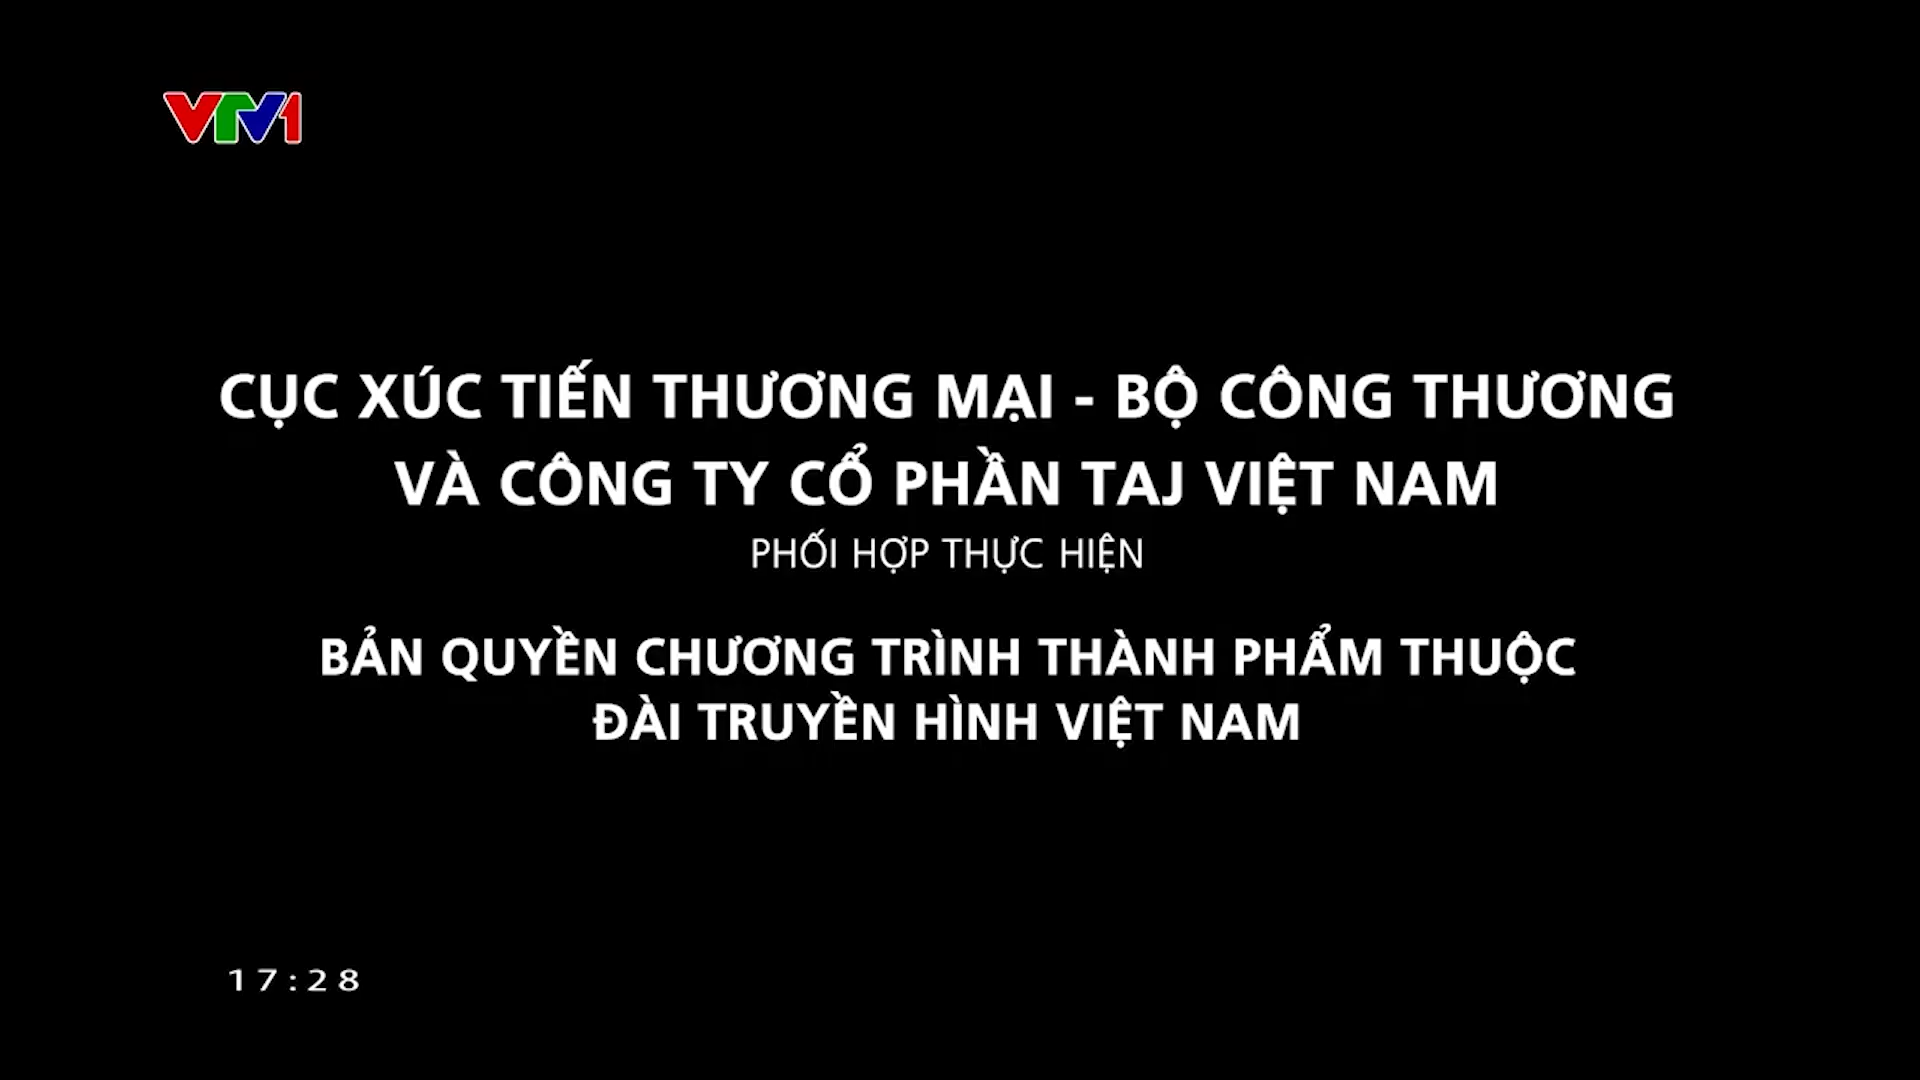 VTV1
CỤC XÚC TIẾN THƯƠNG MẠI - BỘ CÔNG THƯƠNG
VÀ CÔNG TY CỔ PHẦN TAJ VIỆT NAM
PHỐI HỢP THỰC HIỆN
BẢN QUYỀN CHƯƠNG TRÌNH THÀNH PHẨM THUỘC
ĐÀI TRUYỀN HÌNH VIỆT NAM
17:28